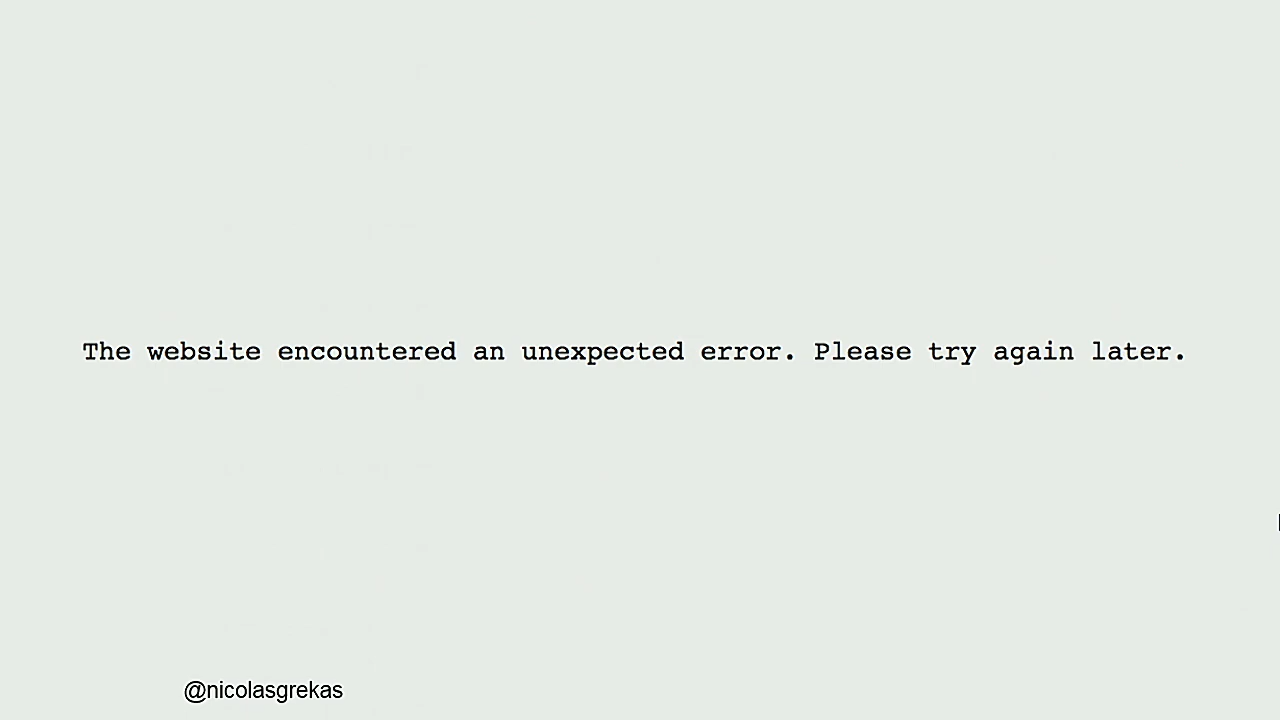 The website encountered an unexpected error. Please try again later.
@nicolasgrekas